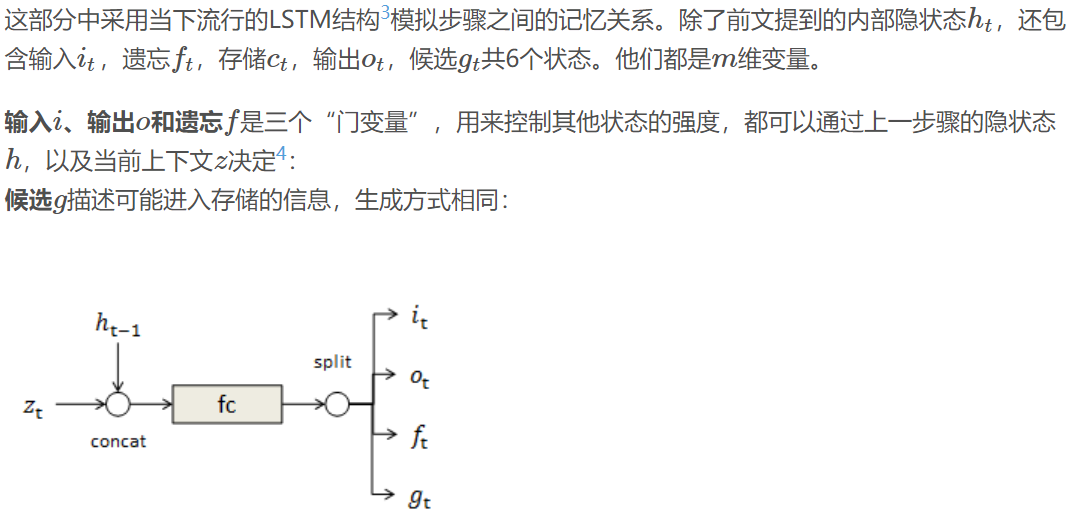 这部分中采用当下流行的LSTM结构3模拟步骤之间的记忆关系。除了前文提到的内部隐状态ht，还包
含输入it，遗忘ft，存储ct，输出ot，候选gt共6个状态。他们都是m维变量。
输入i、输出o和遗忘f是三个“门变量”，用来控制其他状态的强度，都可以通过上一步骤的隐状态
h，以及当前上下文z决定4：
候选g描述可能进入存储的信息，生成方式相同：
it
ht−1
split
ot
zt
fc
concat
ft
gt